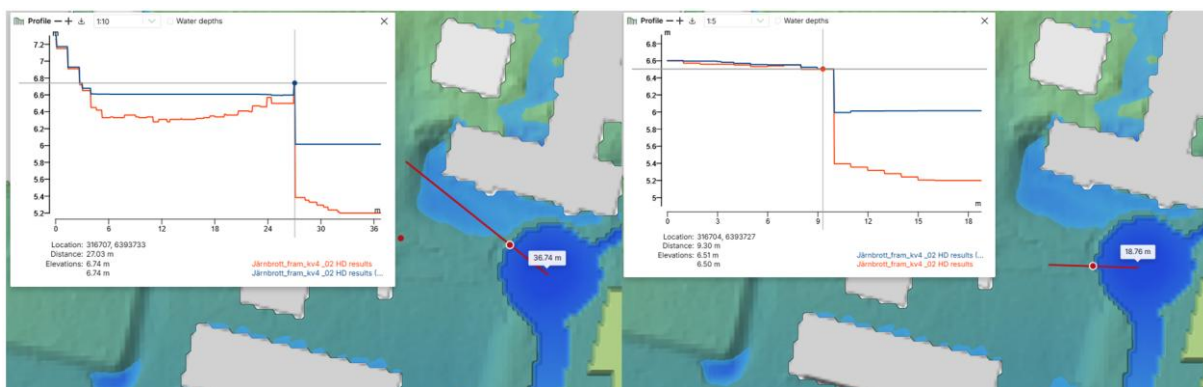 Profile 1:10 Water depths
m
7.2
7
6.8
6.6
6.4
6.2
6
5.8
5.6
5.4
5.2
m
0 6 12 18 24 30 36
Location: 316707, 6393733
Distance: 27.03 m
Elevations: 6.74 m Järnbrott_fram_kv4 _02 HD results
6.74 m Järnbrott_fram_kv4 _02 HD results (...
36.74 m
Profile 1:5 Water depths
m
6.8
6.6
6.4
6.2
6
5.8
5.6
5.4
5.2
5
m
0 3 6 9 12 15 18
Location: 316704, 6393727
Distance: 9.30 m
Elevations: 6.51 m Järnbrott_fram_kv4 _02 HD results (...
6.50 m Järnbrott_fram_kv4 _02 HD results
18.76 m